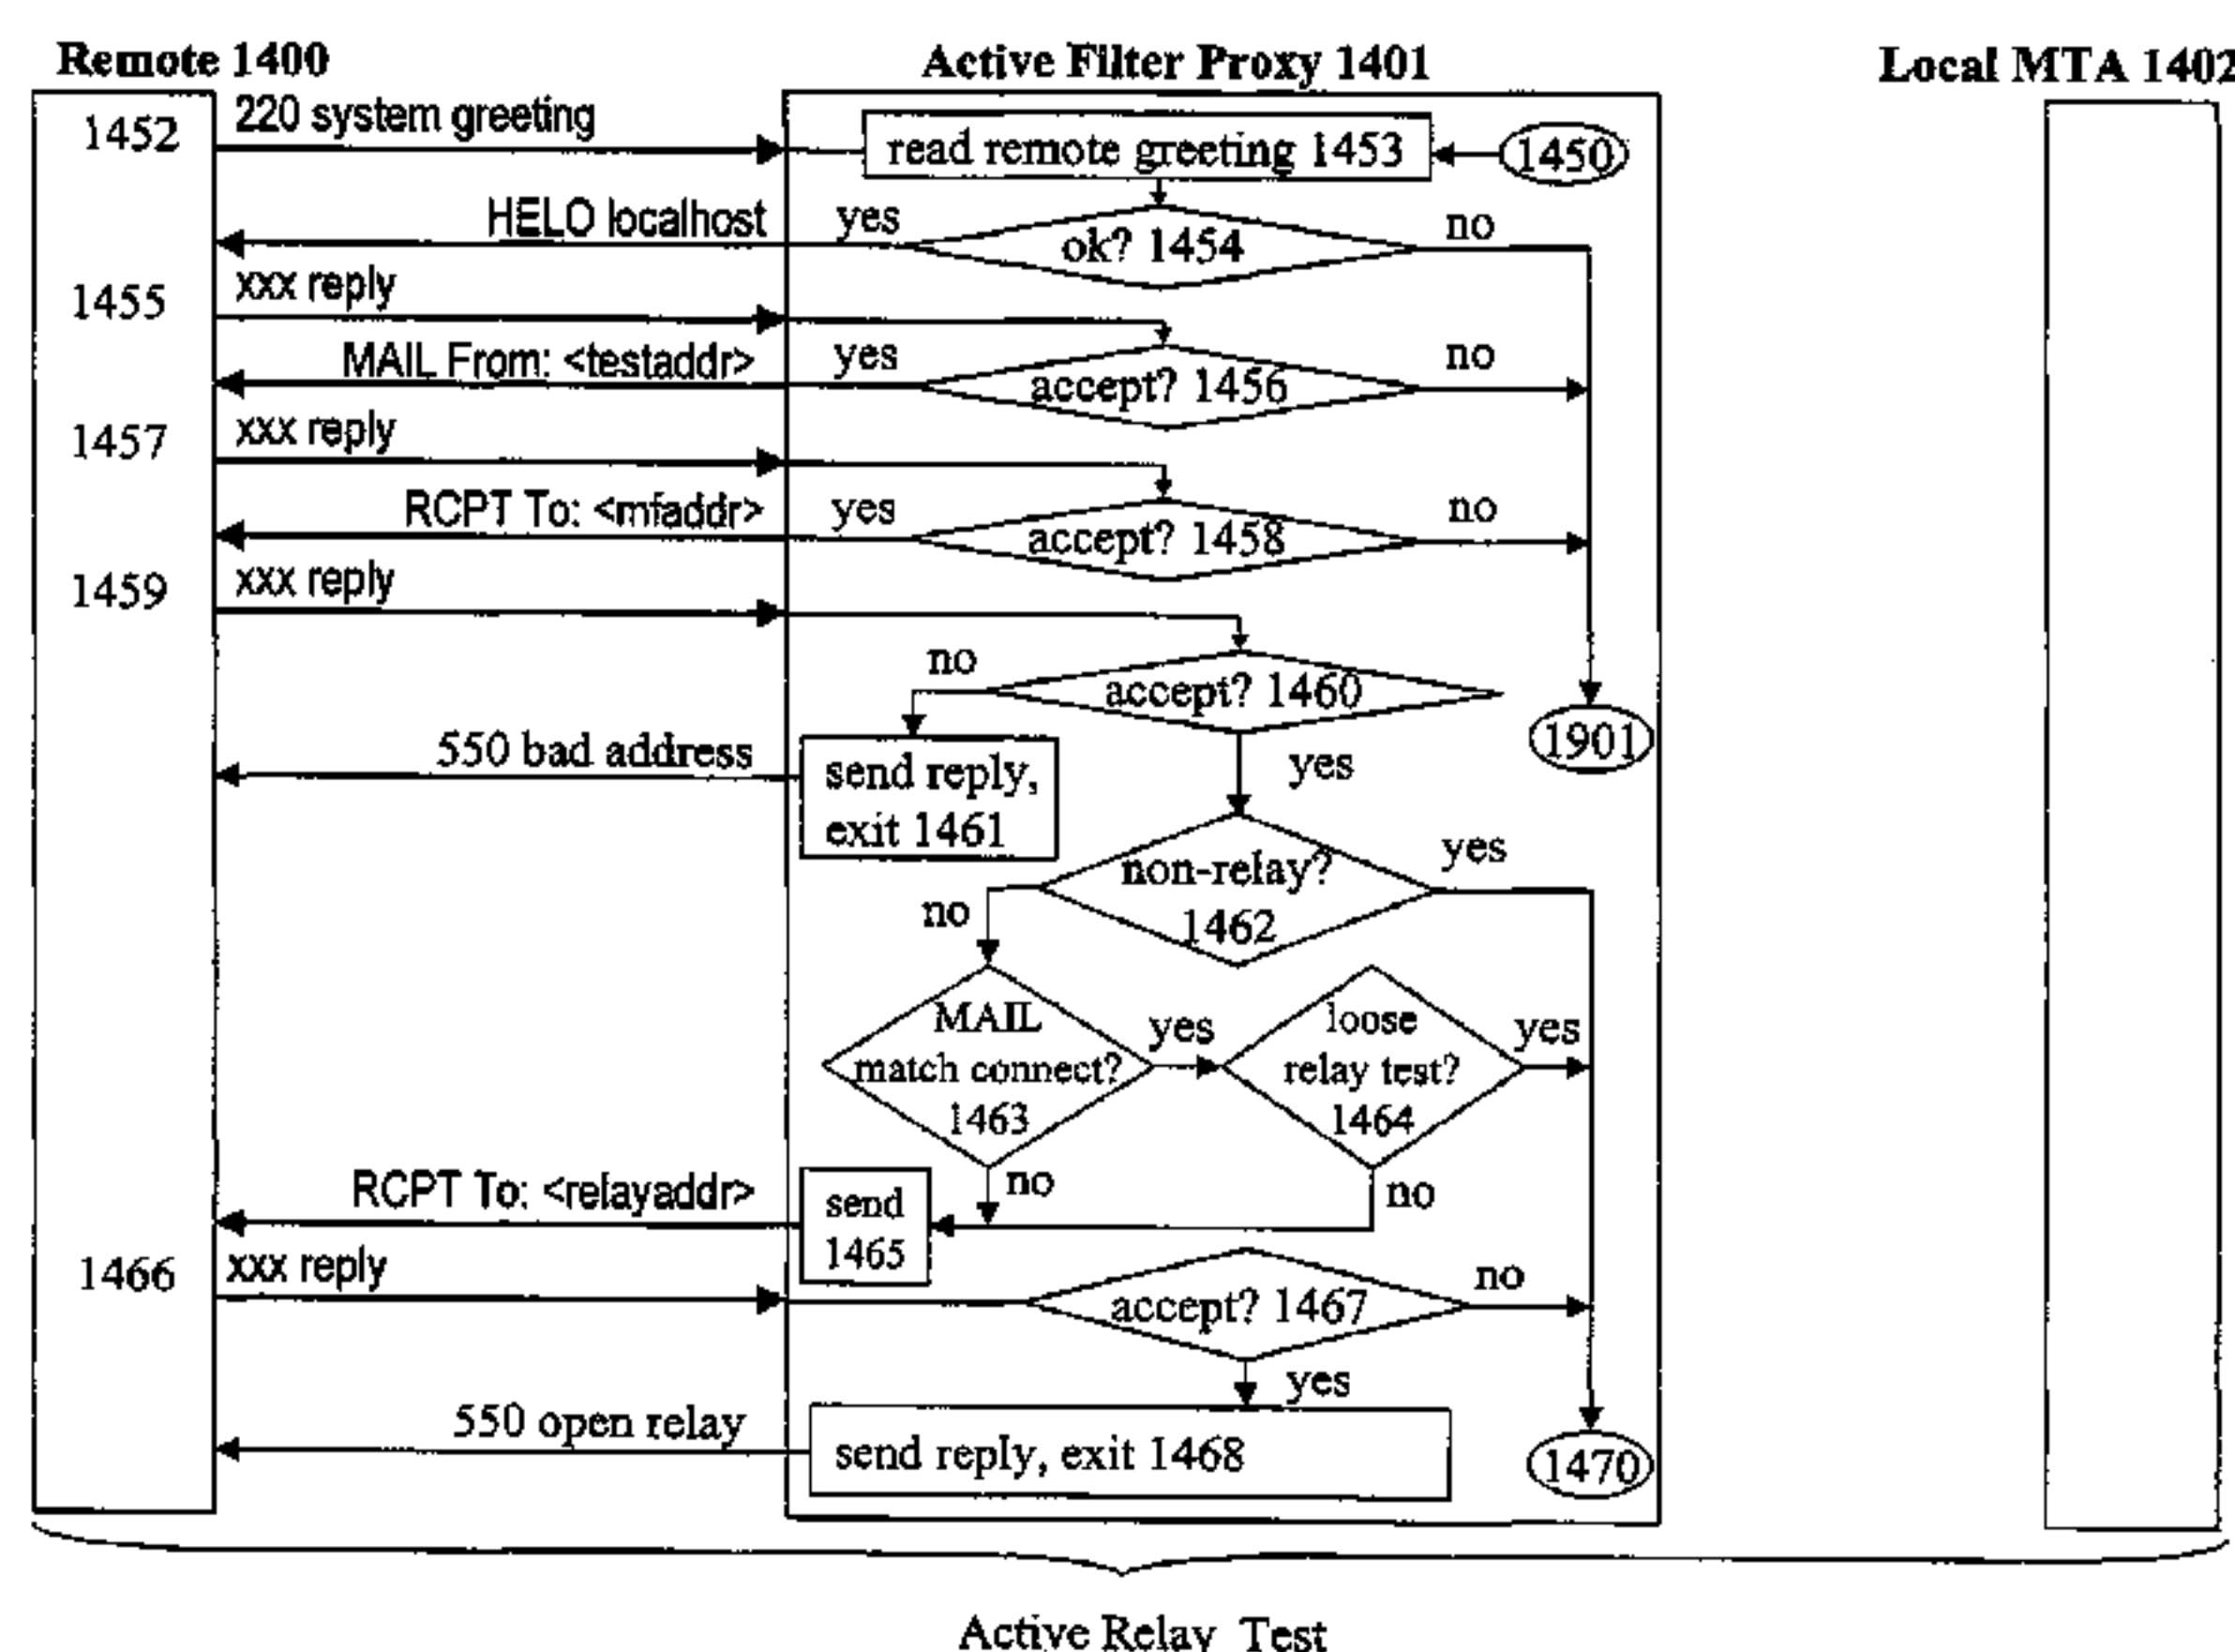 Remote 1400
Active Filter Proxy 1401
Local MTA 1402
1452
220 system greeting
read remote greeting 1453
1450
HELO localhost
yes
ok? 1454
no
1455
xxx reply
MAIL From: <testaddr>
yes
accept? 1456
no
1457
xxx reply
RCPT To: <mfaddr>
yes
accept? 1458
no
1459
xxx reply
no
accept? 1460
1901
550 bad address
send reply,
exit 1461
yes
non-relay?
1462
yes
no
MAIL
match connect?
1463
yes
loose
relay test?
1464
yes
no
no
RCPT To: <relayaddr>
send
1465
1466
xxx reply
accept? 1467
no
yes
550 open relay
send reply, exit 1468
1470
Active Relay Test